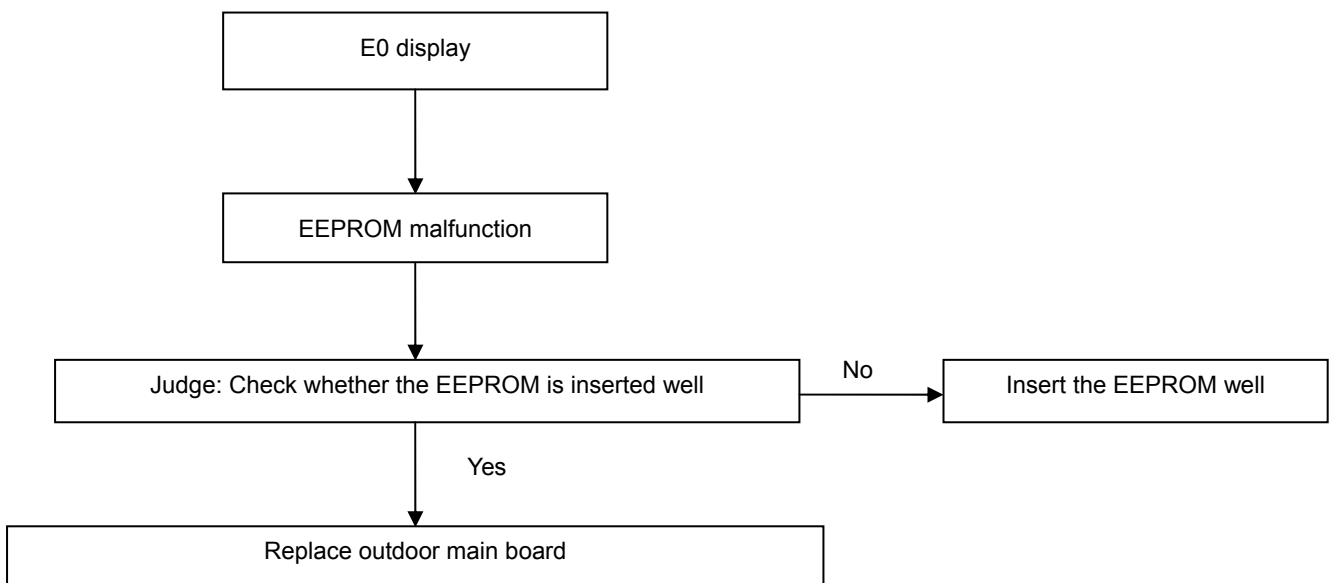 E0 display
EEPROM malfunction
Judge: Check whether the EEPROM is inserted well
No
Insert the EEPROM well
Yes
Replace outdoor main board